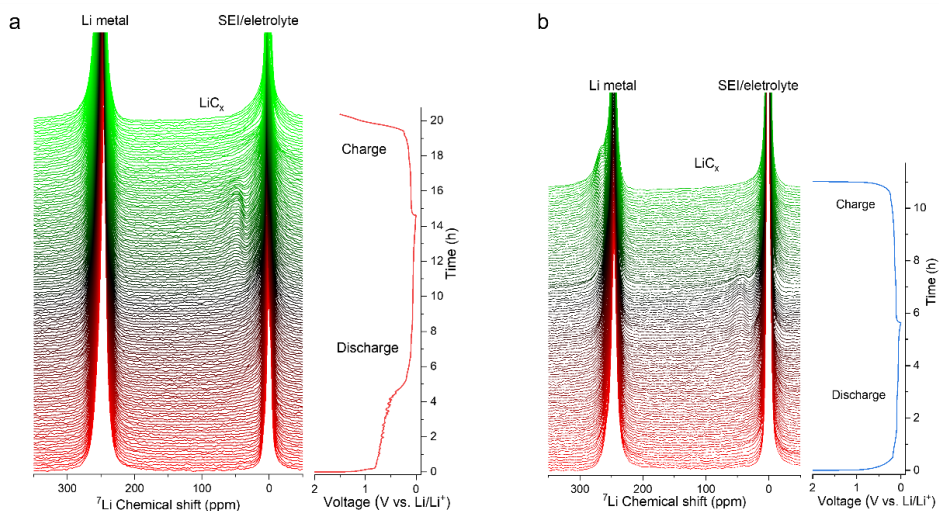 a
Li metal
SEI/eletrolyte
LiCx
Charge
Discharge
20
18
16
14
12
10
8
6
4
2
0
Time (h)
300
200
100
0
2
1
0
7Li Chemical shift (ppm)
Voltage (V vs. Li/Li+)
b
Li metal
SEI/eletrolyte
LiCx
Charge
Discharge
10
8
6
4
2
0
Time (h)
300
200
100
0
2
1
0
7Li Chemical shift (ppm)
Voltage (V vs. Li/Li+)